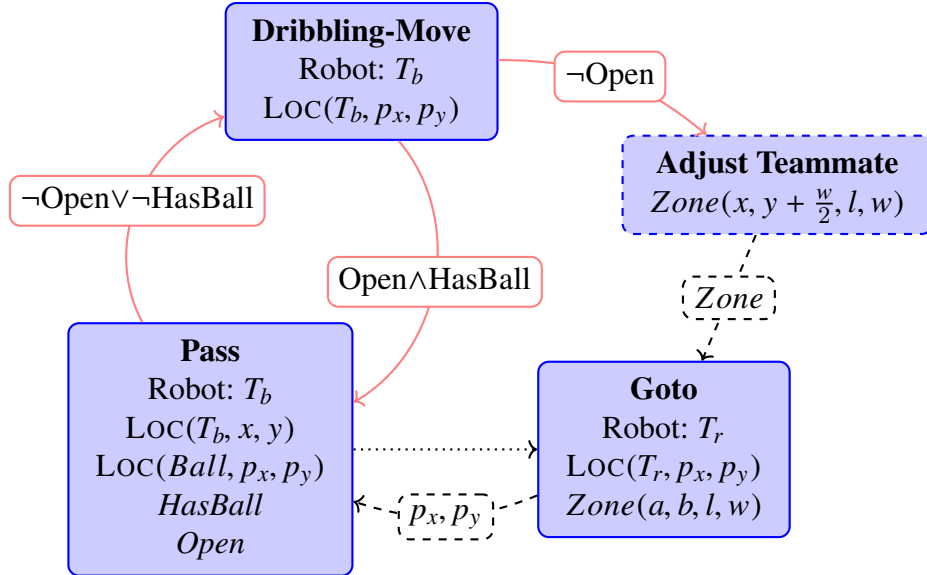 Dribbling-Move
Robot: T_b
LOC(T_b, p_x, p_y)
¬Open
Adjust Teammate
Zone(x, y + w/2, l, w)
¬Open∨¬HasBall
Open∧HasBall
Zone
Pass
Robot: T_b
LOC(T_b, x, y)
LOC(Ball, p_x, p_y)
HasBall
Open
Goto
Robot: T_r
LOC(T_r, p_x, p_y)
Zone(a, b, l, w)
p_x, p_y